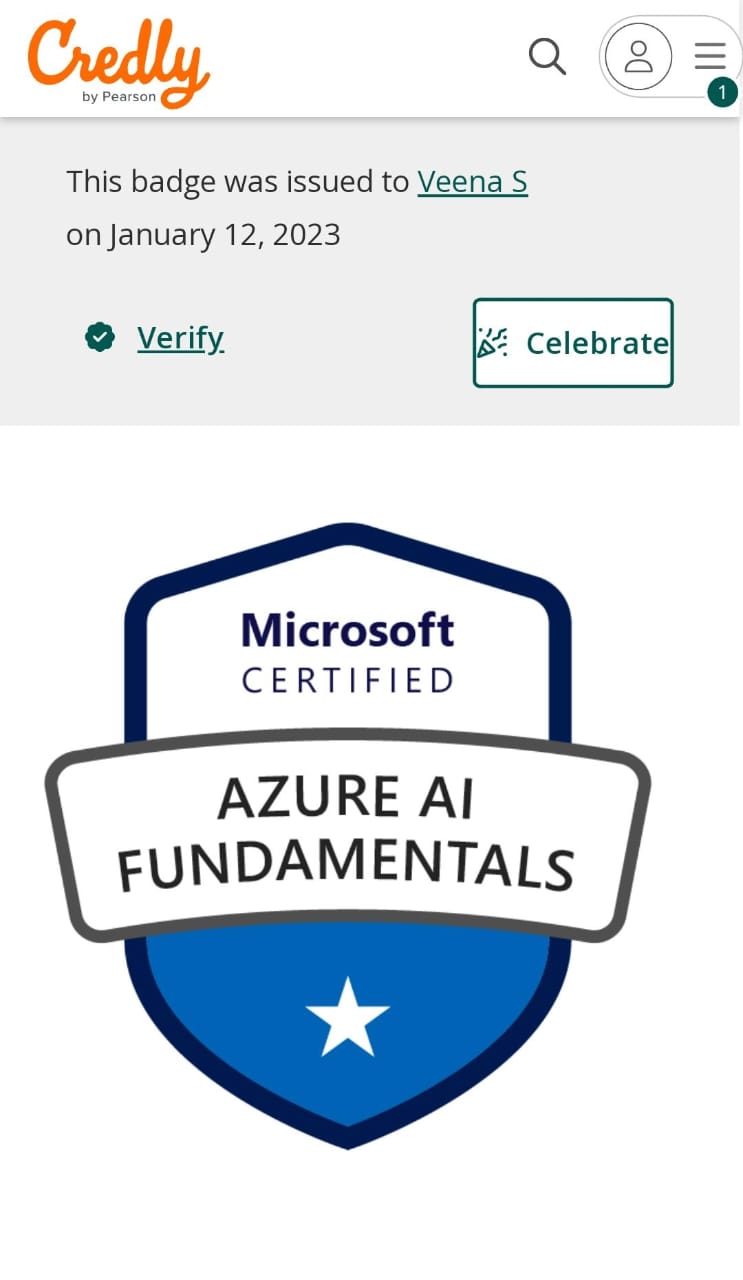 Credly
by Pearson
1
This badge was issued to Veena S
on January 12, 2023
Verify
Celebrate
Microsoft
CERTIFIED
AZURE AI
FUNDAMENTALS